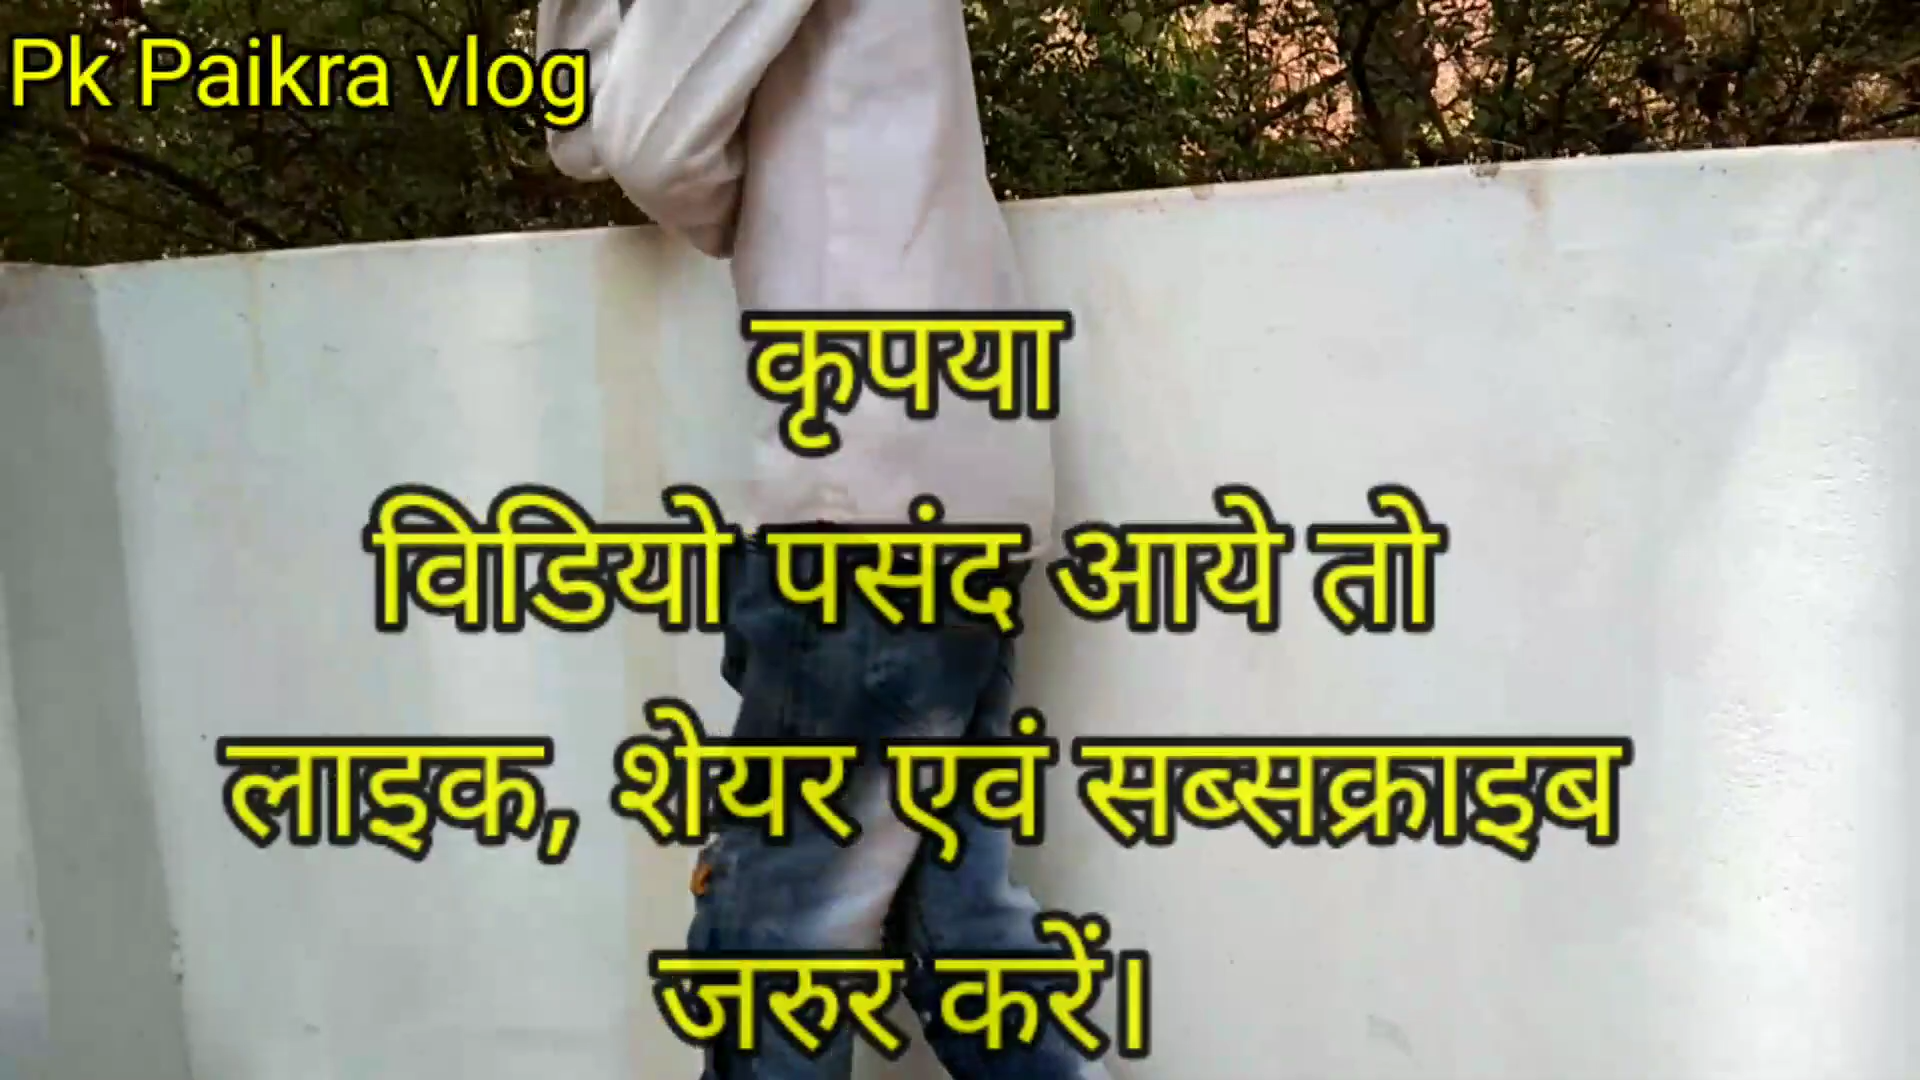 Pk Paikra vlog
कृपया
विडियो पसंद आये तो
लाइक, शेयर एवं सब्सक्राइब
जरुर करें।